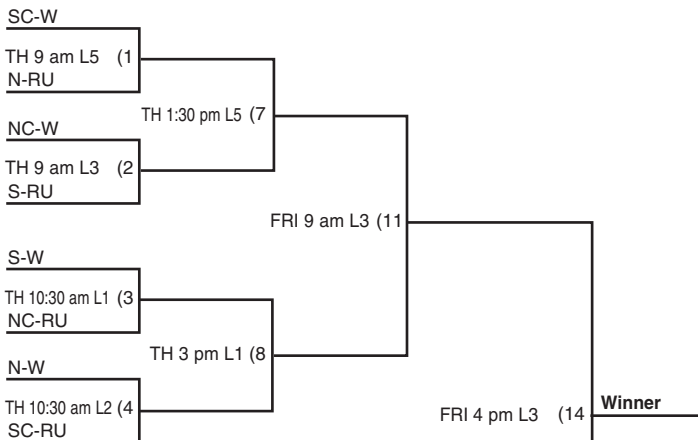 SC-W
TH 9 am L5 (1
N-RU
TH 1:30 pm L5 (7
NC-W
TH 9 am L3 (2
S-RU
FRI 9 am L3 (11
S-W
TH 10:30 am L1 (3
NC-RU
TH 3 pm L1 (8
N-W
TH 10:30 am L2 (4
SC-RU
FRI 4 pm L3 (14
Winner